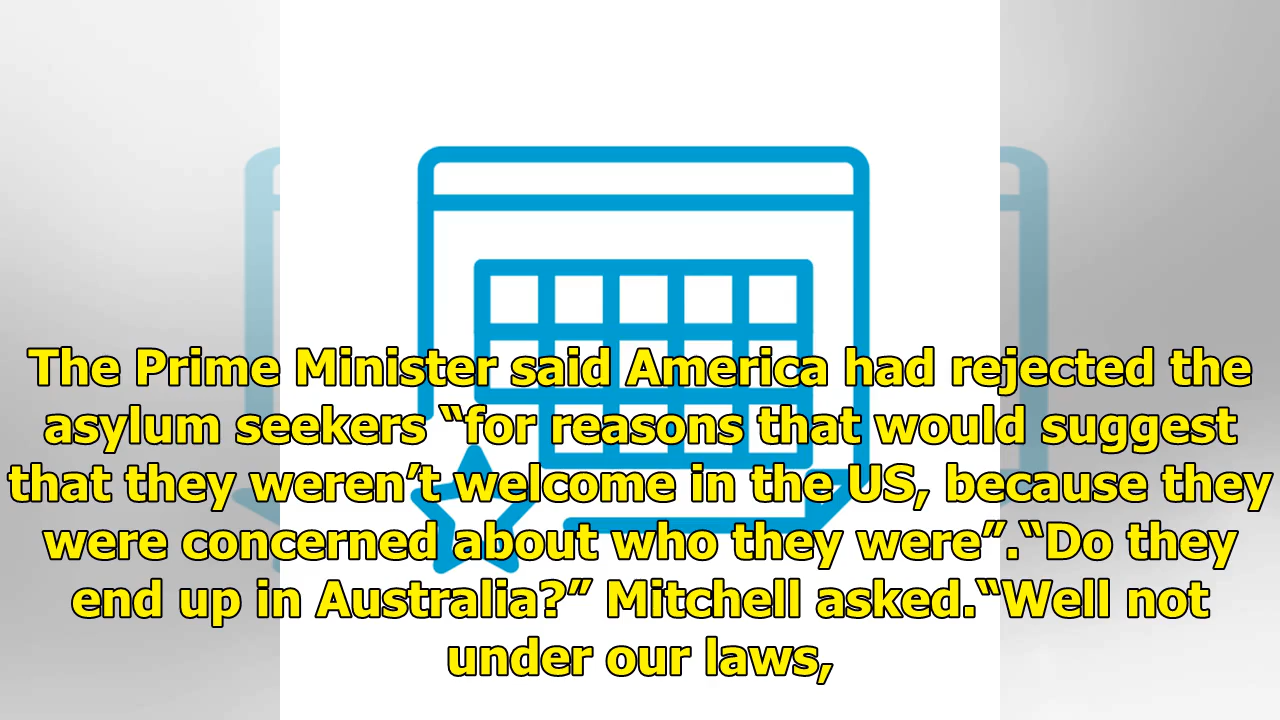 The Prime Minister said America had rejected the
asylum seekers “for reasons that would suggest
that they weren’t welcome in the US, because they
were concerned about who they were”.“Do they
end up in Australia?” Mitchell asked.“Well not
under our laws,